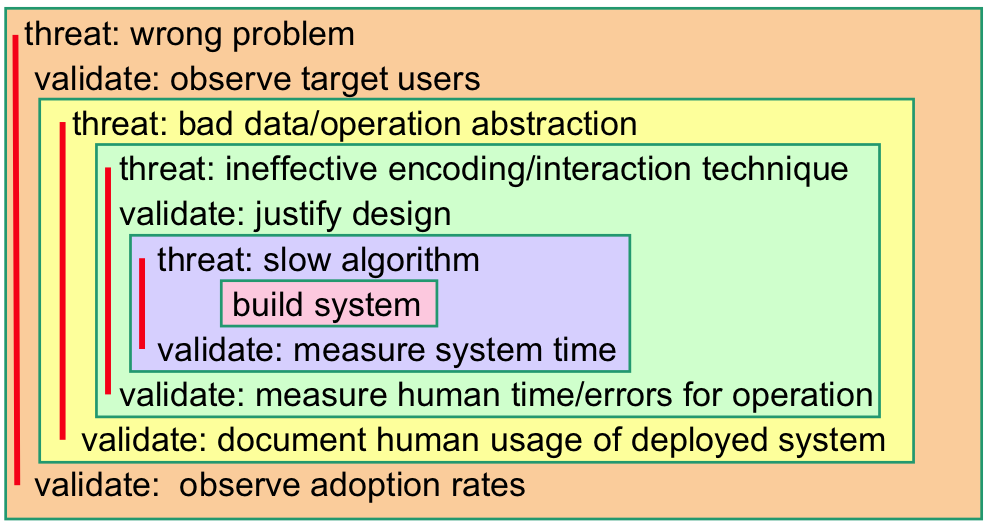 threat: wrong problem
validate: observe target users
threat: bad data/operation abstraction
threat: ineffective encoding/interaction technique
validate: justify design
threat: slow algorithm
build system
validate: measure system time
validate: measure human time/errors for operation
validate: document human usage of deployed system
validate:  observe adoption rates